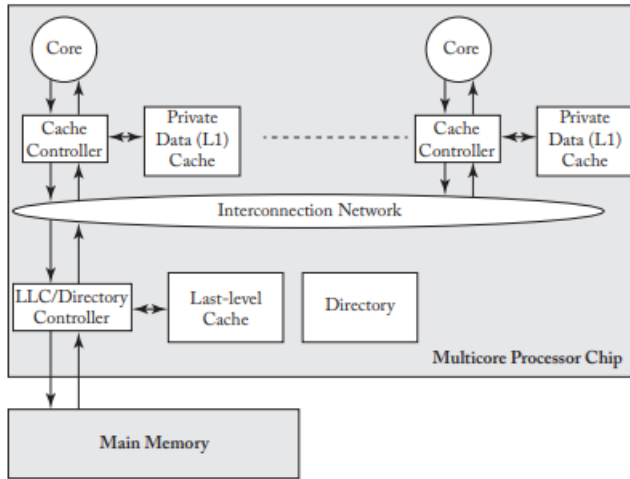 Core
Core
Cache
Controller
Private
Data (L1)
Cache
Cache
Controller
Private
Data (L1)
Cache
Interconnection Network
LLC/Directory
Controller
Last-level
Cache
Directory
Multicore Processor Chip
Main Memory